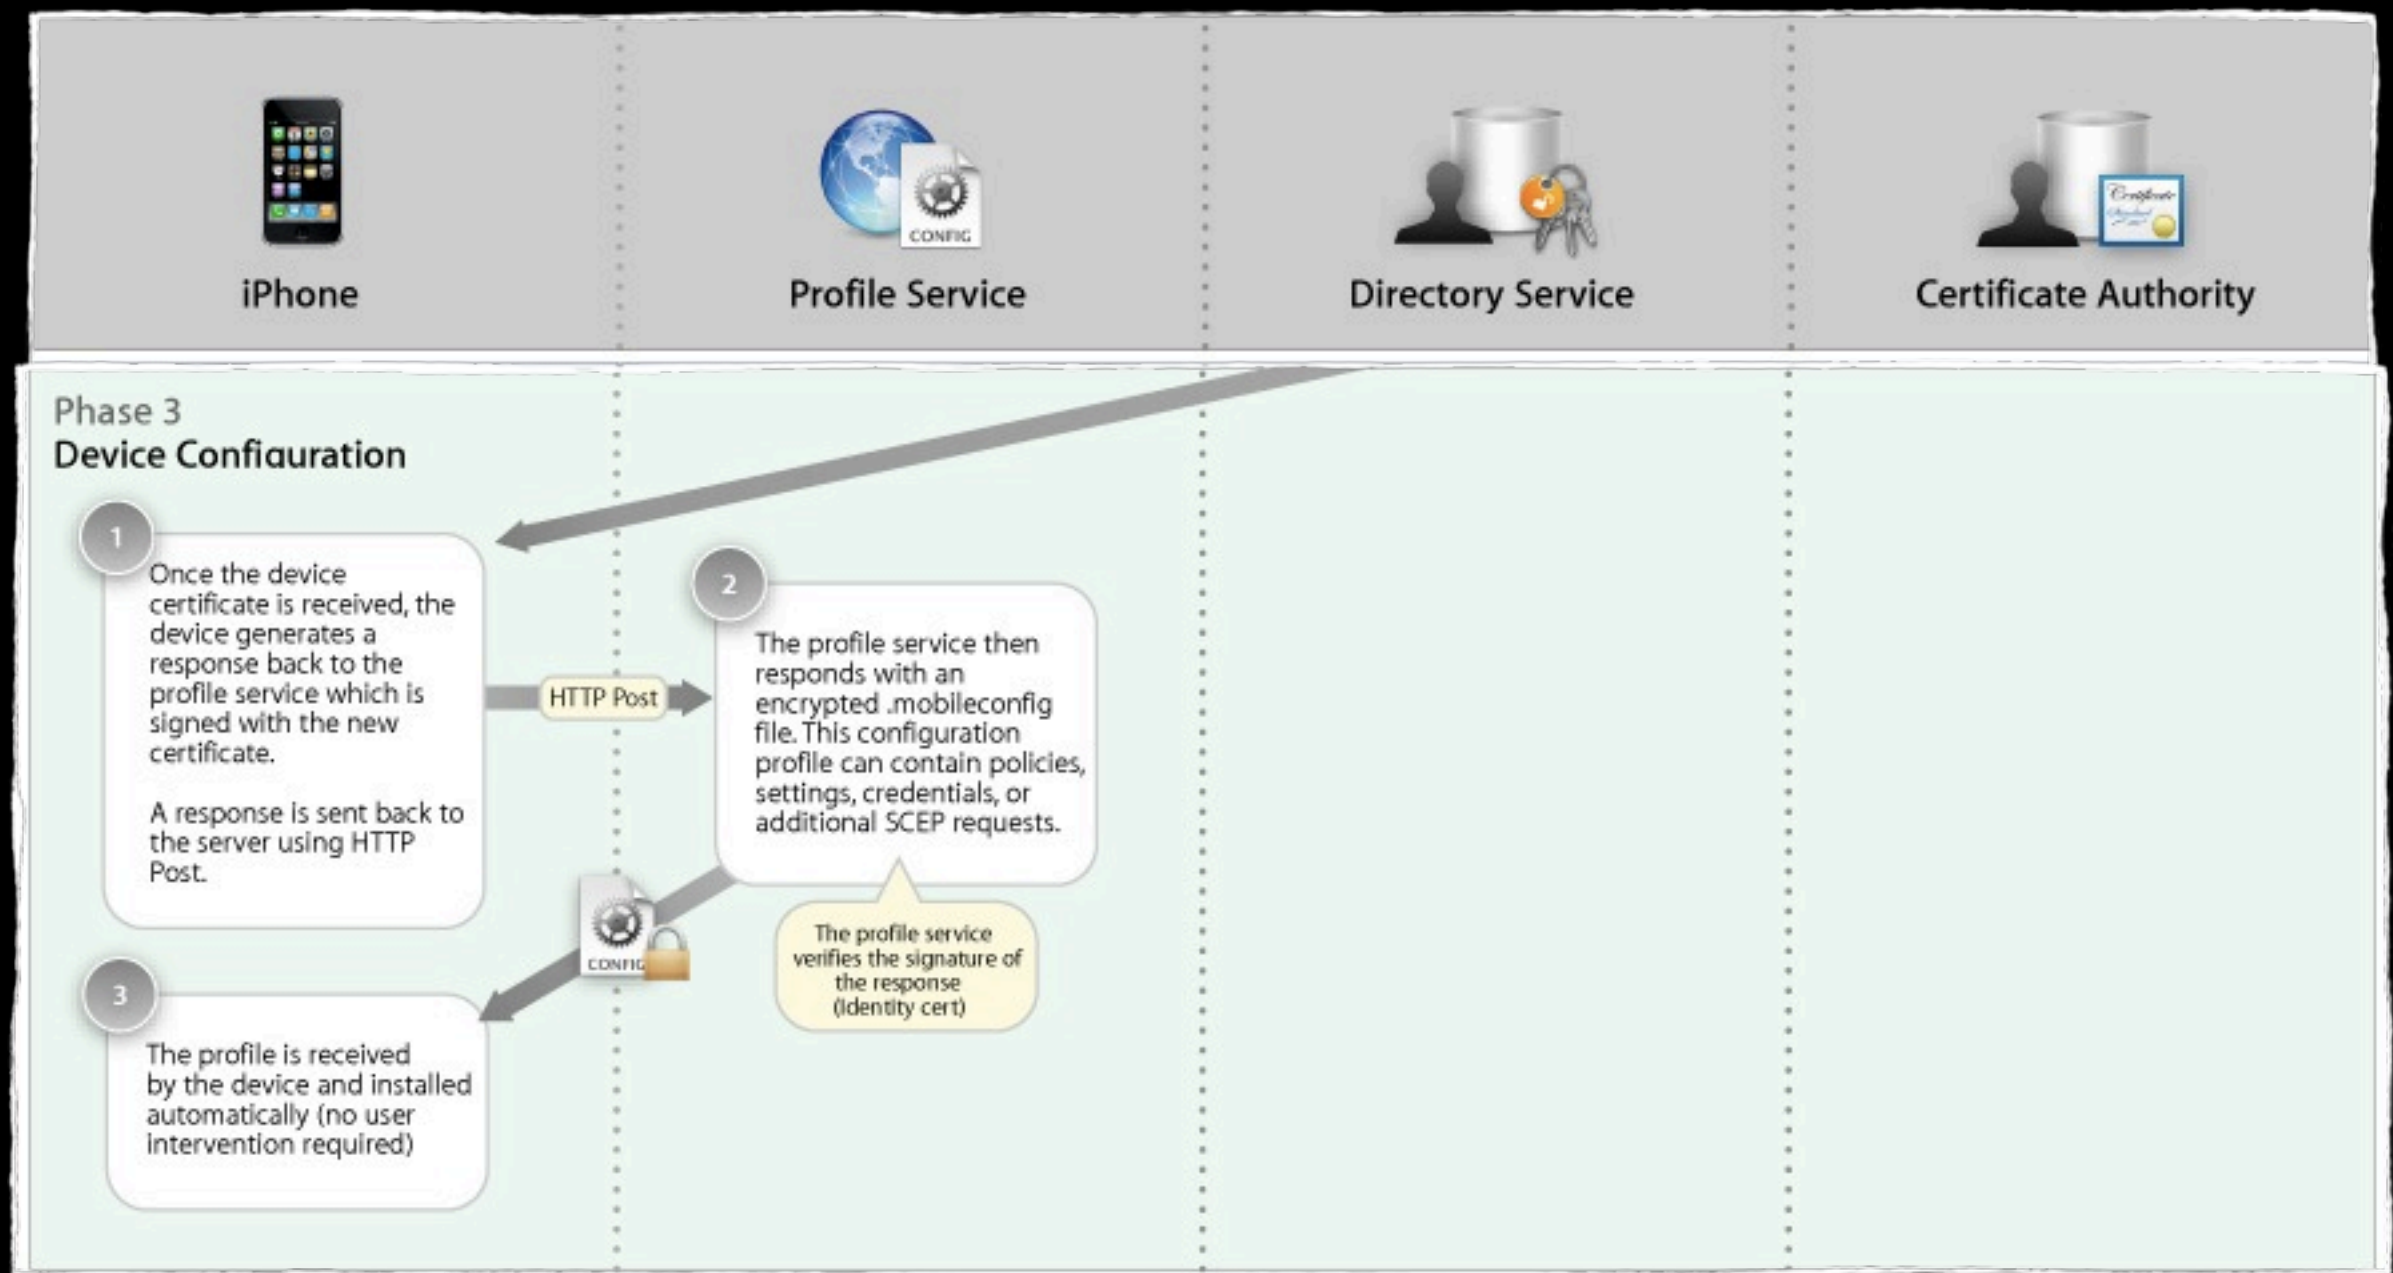 CONFIG
Certificate
iPhone
Profile Service
Directory Service
Certificate Authority
Phase 3
Device Configuration
1
Once the device
certificate is received, the
device generates a
response back to the
profile service which is
signed with the new
certificate.
A response is sent back to
the server using HTTP
Post.
HTTP Post
2
The profile service then
responds with an
encrypted .mobileconfig
file. This configuration
profile can contain policies,
settings, credentials, or
additional SCEP requests.
The profile service
verifies the signature of
the response
(Identity cert)
CONFIG
3
The profile is received
by the device and installed
automatically (no user
intervention required)